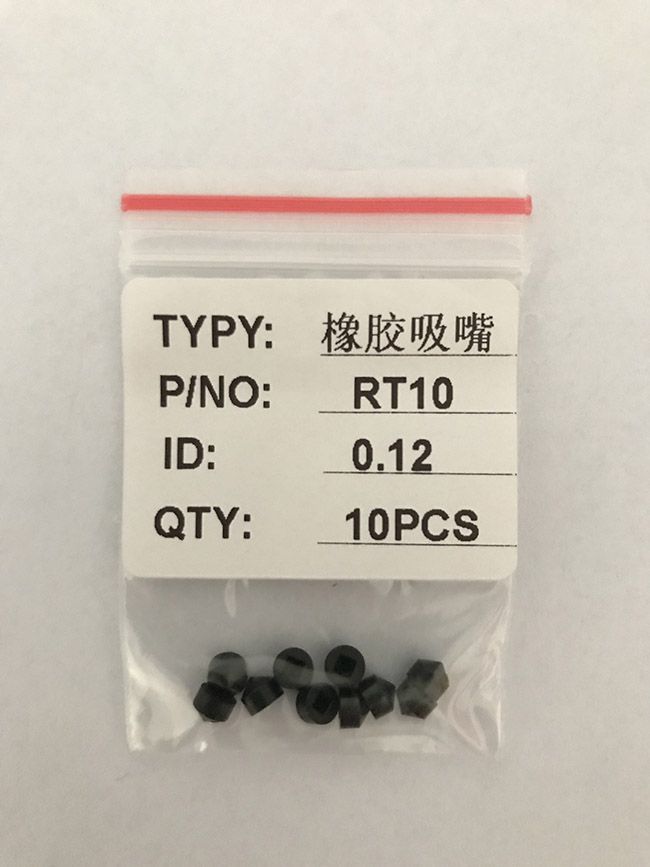 TYPY: 橡胶吸嘴
P/NO: RT10
ID: 0.12
QTY: 10PCS